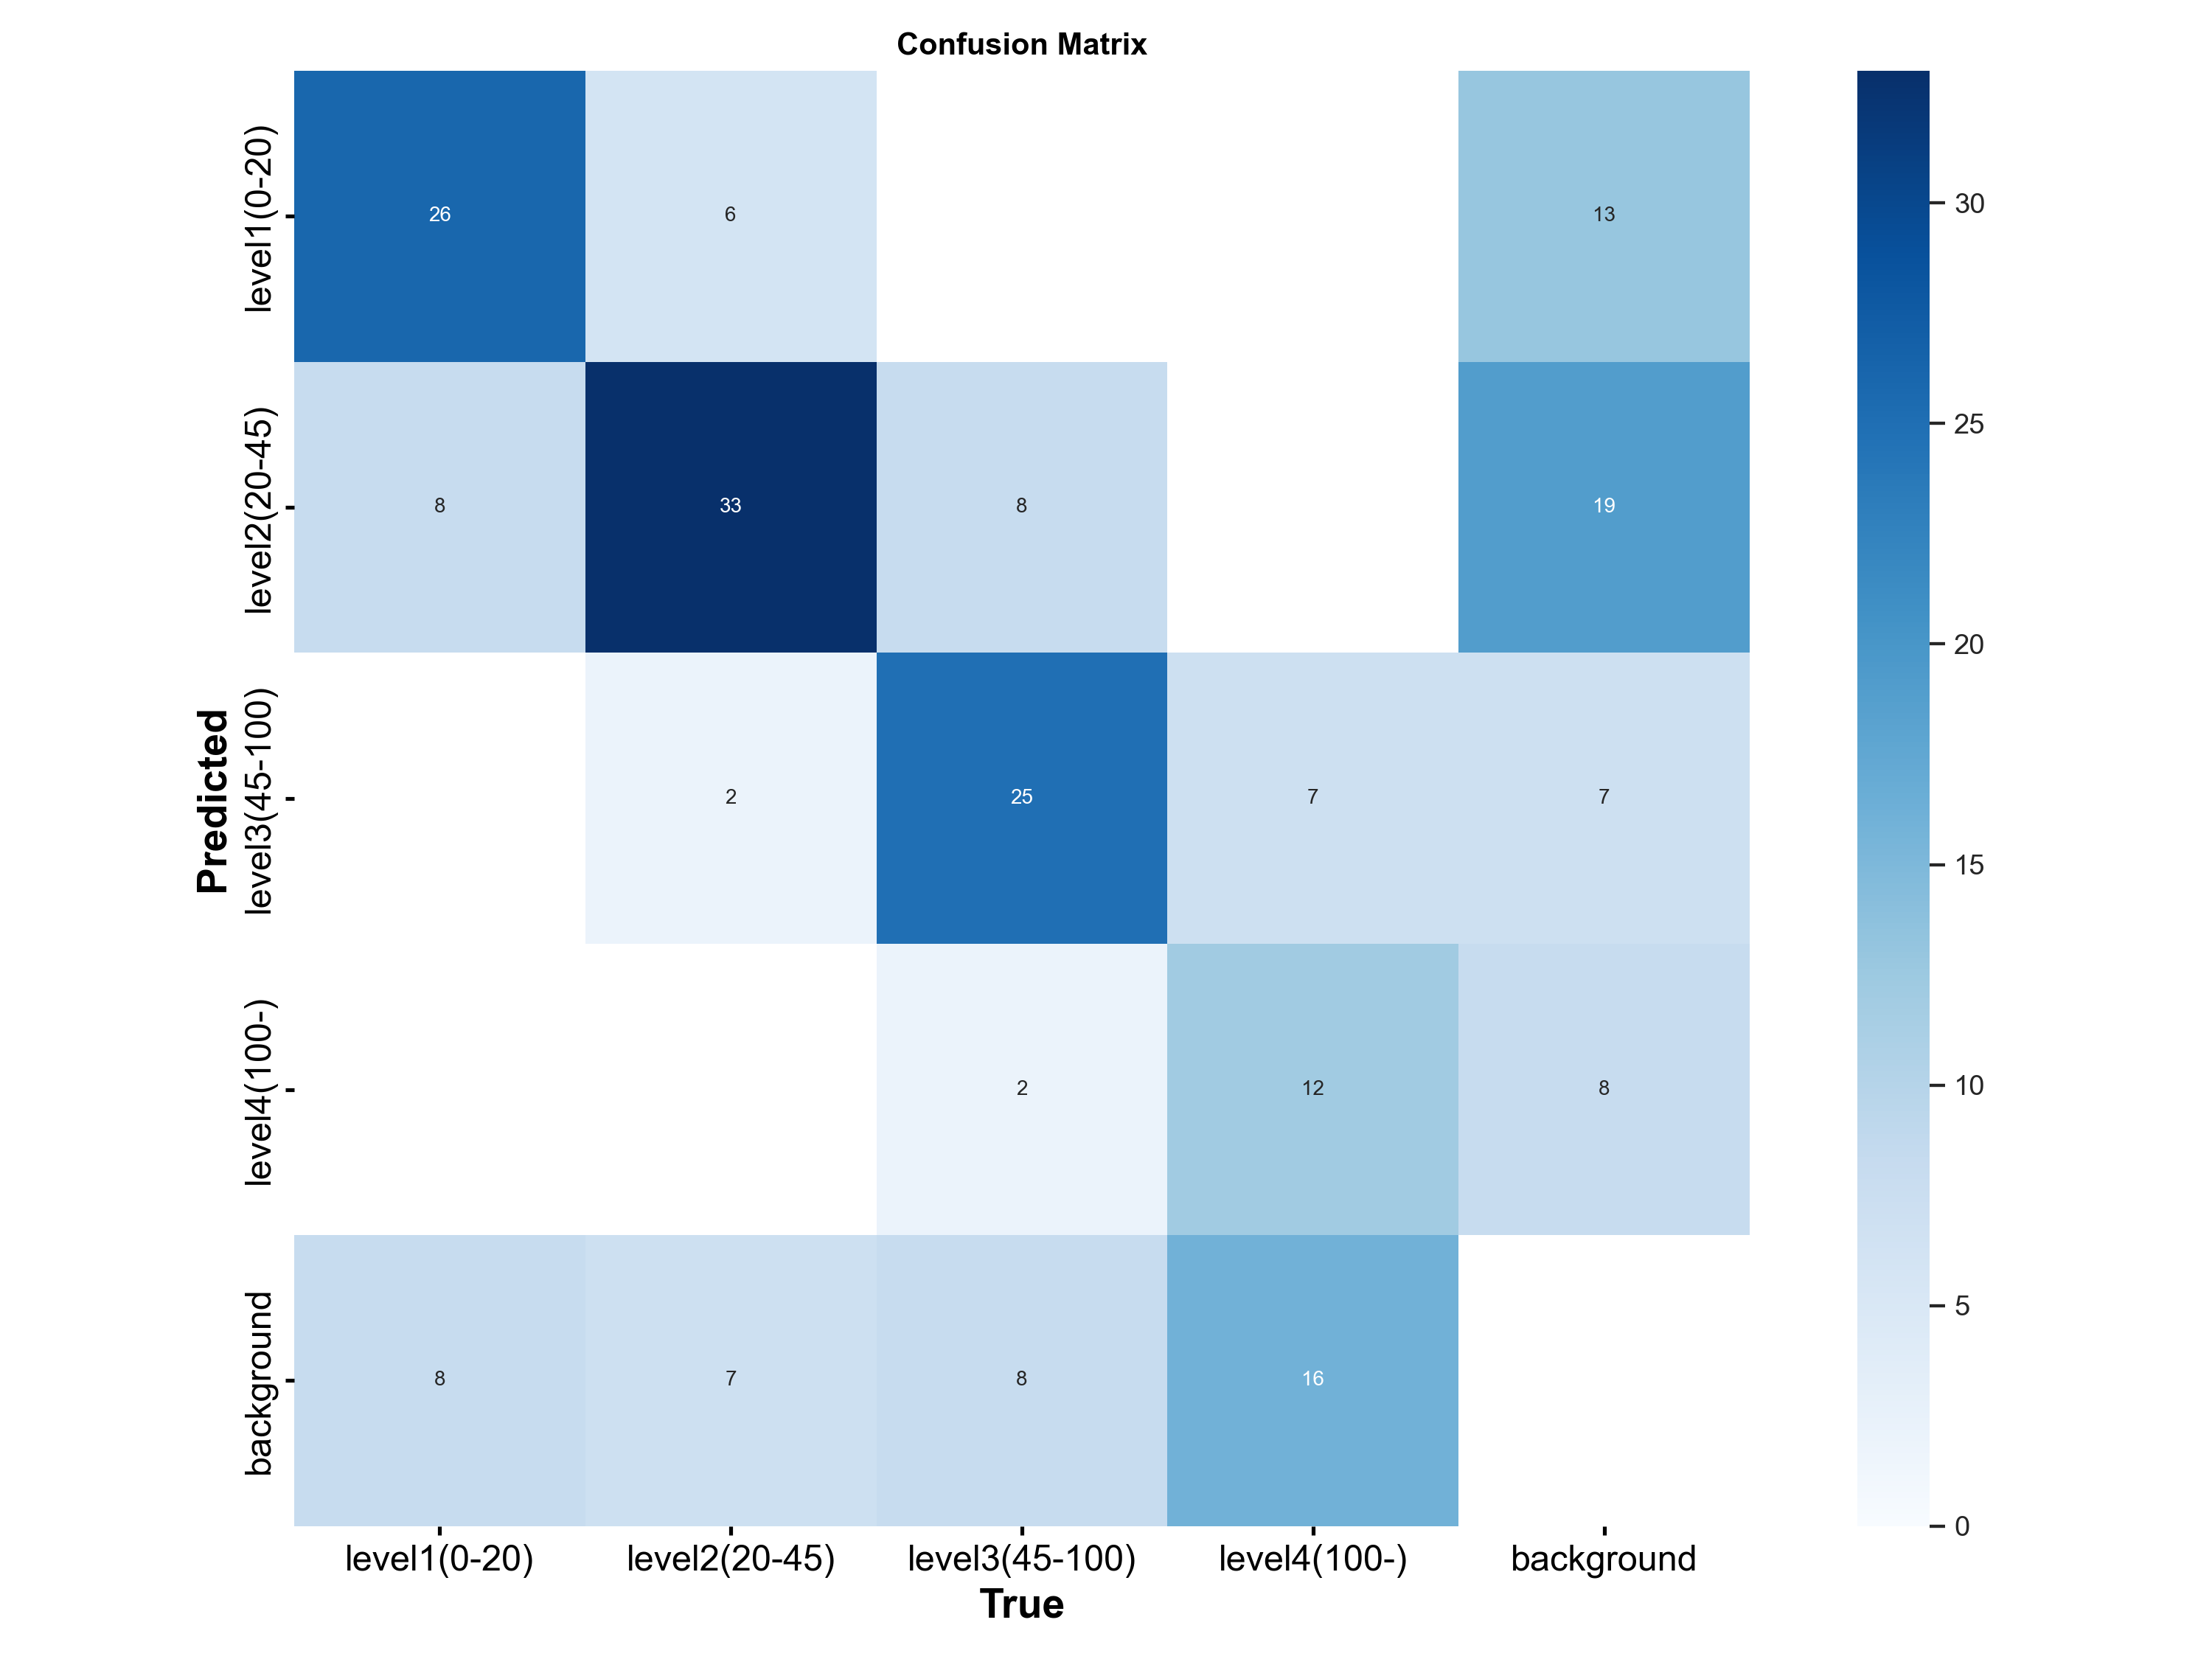 Confusion Matrix
Predicted
level1(0-20)
26
6
13
level2(20-45)
8
33
8
19
level3(45-100)
2
25
7
7
level4(100-)
2
12
8
background
8
7
8
16
level1(0-20)
level2(20-45)
level3(45-100)
level4(100-)
background
True
30
25
20
15
10
5
0